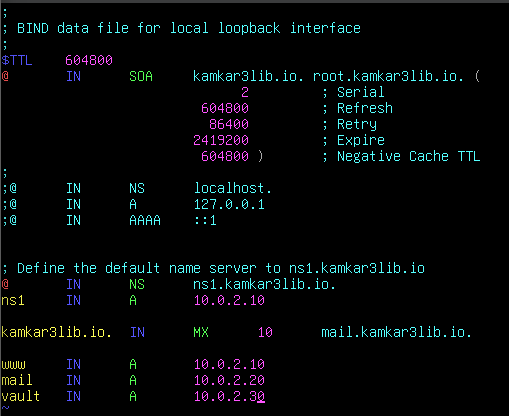 ;
; BIND data file for local loopback interface
;
$TTL    604800
@       IN      SOA     kamkar3lib.io. root.kamkar3lib.io. (
                              2         ; Serial
                         604800         ; Refresh
                          86400         ; Retry
                        2419200         ; Expire
                         604800 )       ; Negative Cache TTL
;
;@      IN      NS      localhost.
;@      IN      A       127.0.0.1
;@      IN      AAAA    ::1
; Define the default name server to ns1.kamkar3lib.io
@       IN      NS      ns1.kamkar3lib.io.
ns1     IN      A       10.0.2.10
kamkar3lib.io.  IN      MX      10      mail.kamkar3lib.io.
www     IN      A       10.0.2.10
mail    IN      A       10.0.2.20
vault   IN      A       10.0.2.30
~